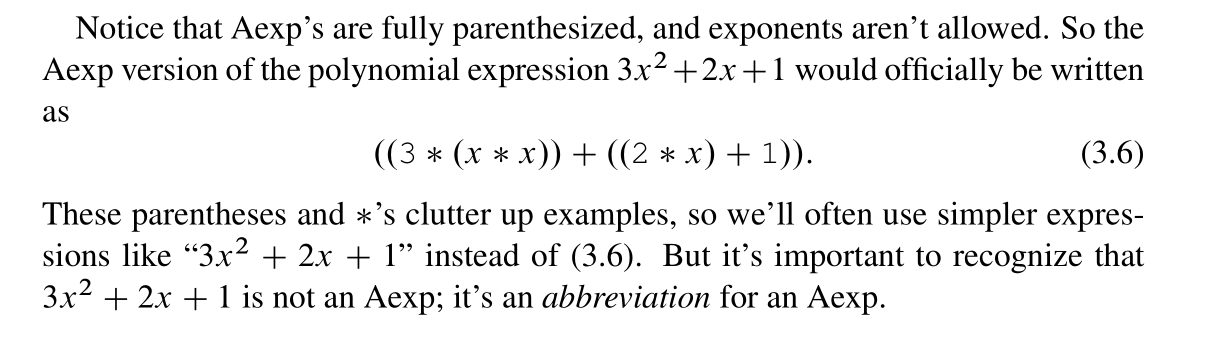 Notice that Aexp’s are fully parenthesized, and exponents aren’t allowed. So the
Aexp version of the polynomial expression 3x² + 2x + 1 would officially be written
as
((3 ∗ (x ∗ x)) + ((2 ∗ x) + 1)). (3.6)
These parentheses and ∗’s clutter up examples, so we’ll often use simpler expres-
sions like “3x² + 2x + 1” instead of (3.6). But it’s important to recognize that
3x² + 2x + 1 is not an Aexp; it’s an abbreviation for an Aexp.